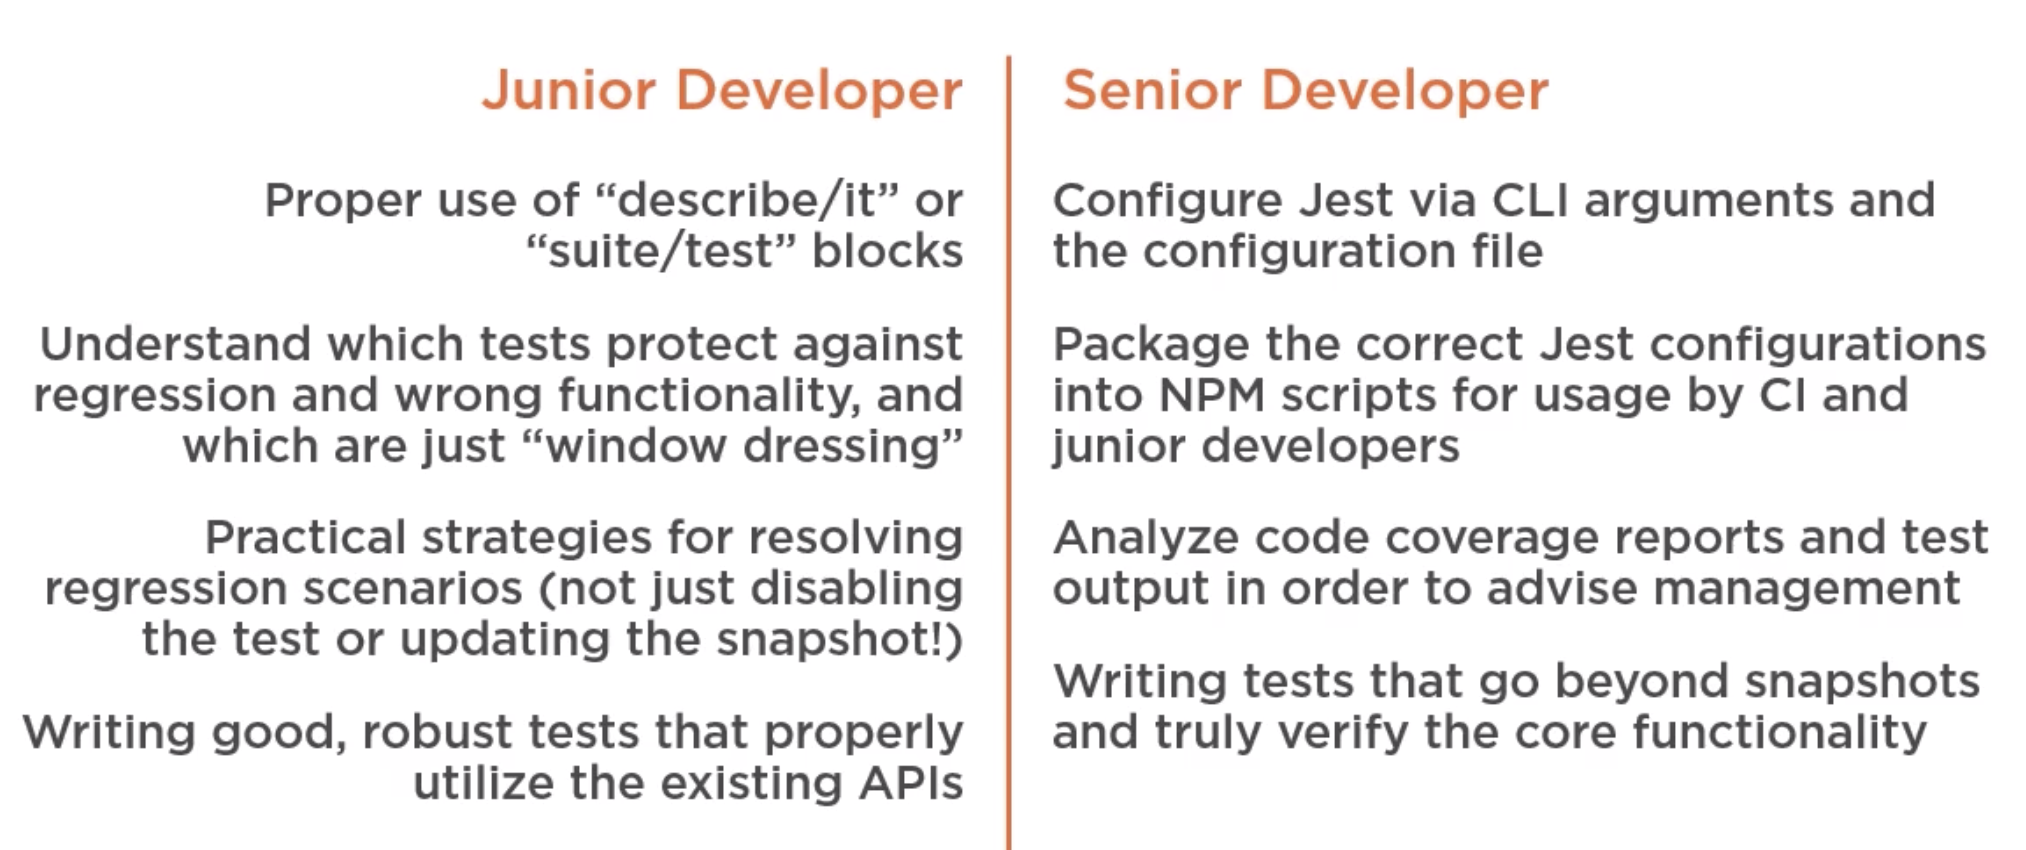 Junior Developer
Proper use of “describe/it” or
“suite/test” blocks
Understand which tests protect against
regression and wrong functionality, and
which are just “window dressing”
Practical strategies for resolving
regression scenarios (not just disabling
the test or updating the snapshot!)
Writing good, robust tests that properly
utilize the existing APIs
Senior Developer
Configure Jest via CLI arguments and
the configuration file
Package the correct Jest configurations
into NPM scripts for usage by CI and
junior developers
Analyze code coverage reports and test
output in order to advise management
Writing tests that go beyond snapshots
and truly verify the core functionality